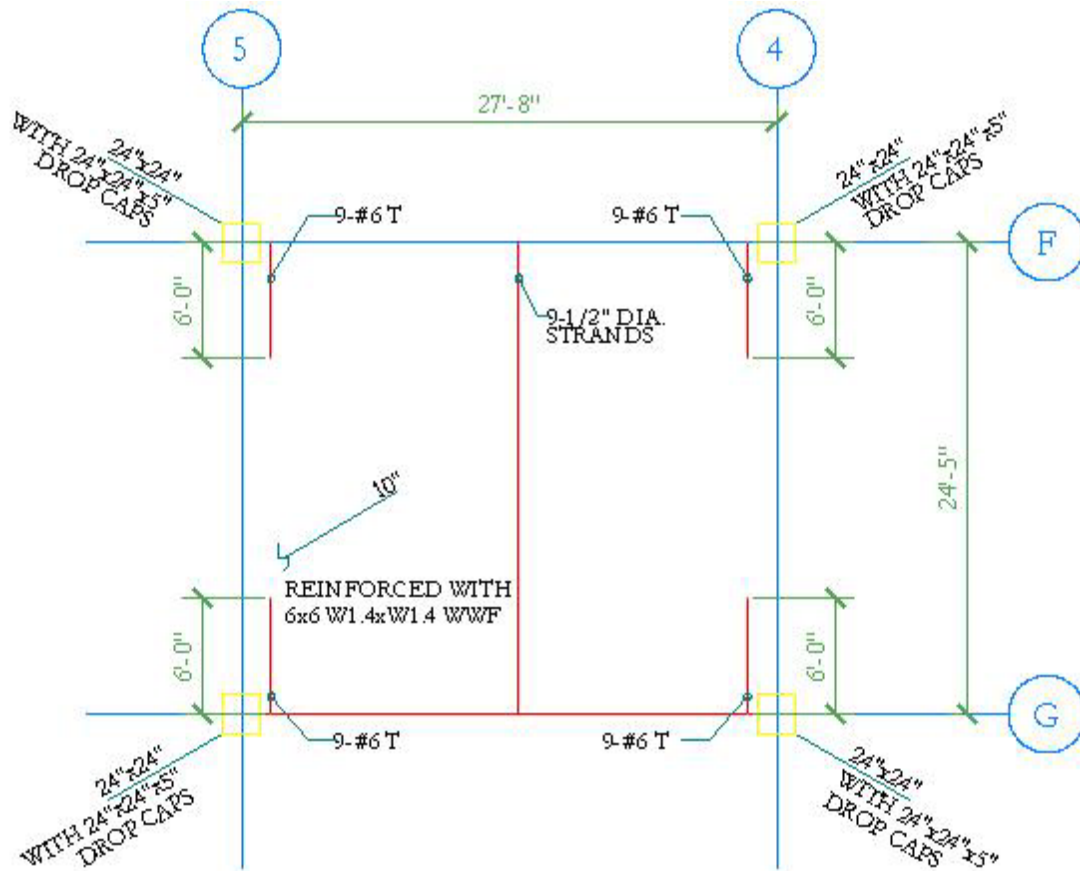 5
4
27'-8"
24"x24"
WITH 24"x24"x5"
DROP CAPS
24"x24"
WITH 24"x24"x5"
DROP CAPS
9-#6 T
9-#6 T
F
6'-0"
6'-0"
9-1/2" DIA.
STRANDS
24'-5"
10"
REINFORCED WITH
6x6 W1.4xW1.4 WWF
6'-0"
6'-0"
G
9-#6 T
9-#6 T
24"x24"
WITH 24"x24"x5"
DROP CAPS
24"x24"
WITH 24"x24"x5"
DROP CAPS